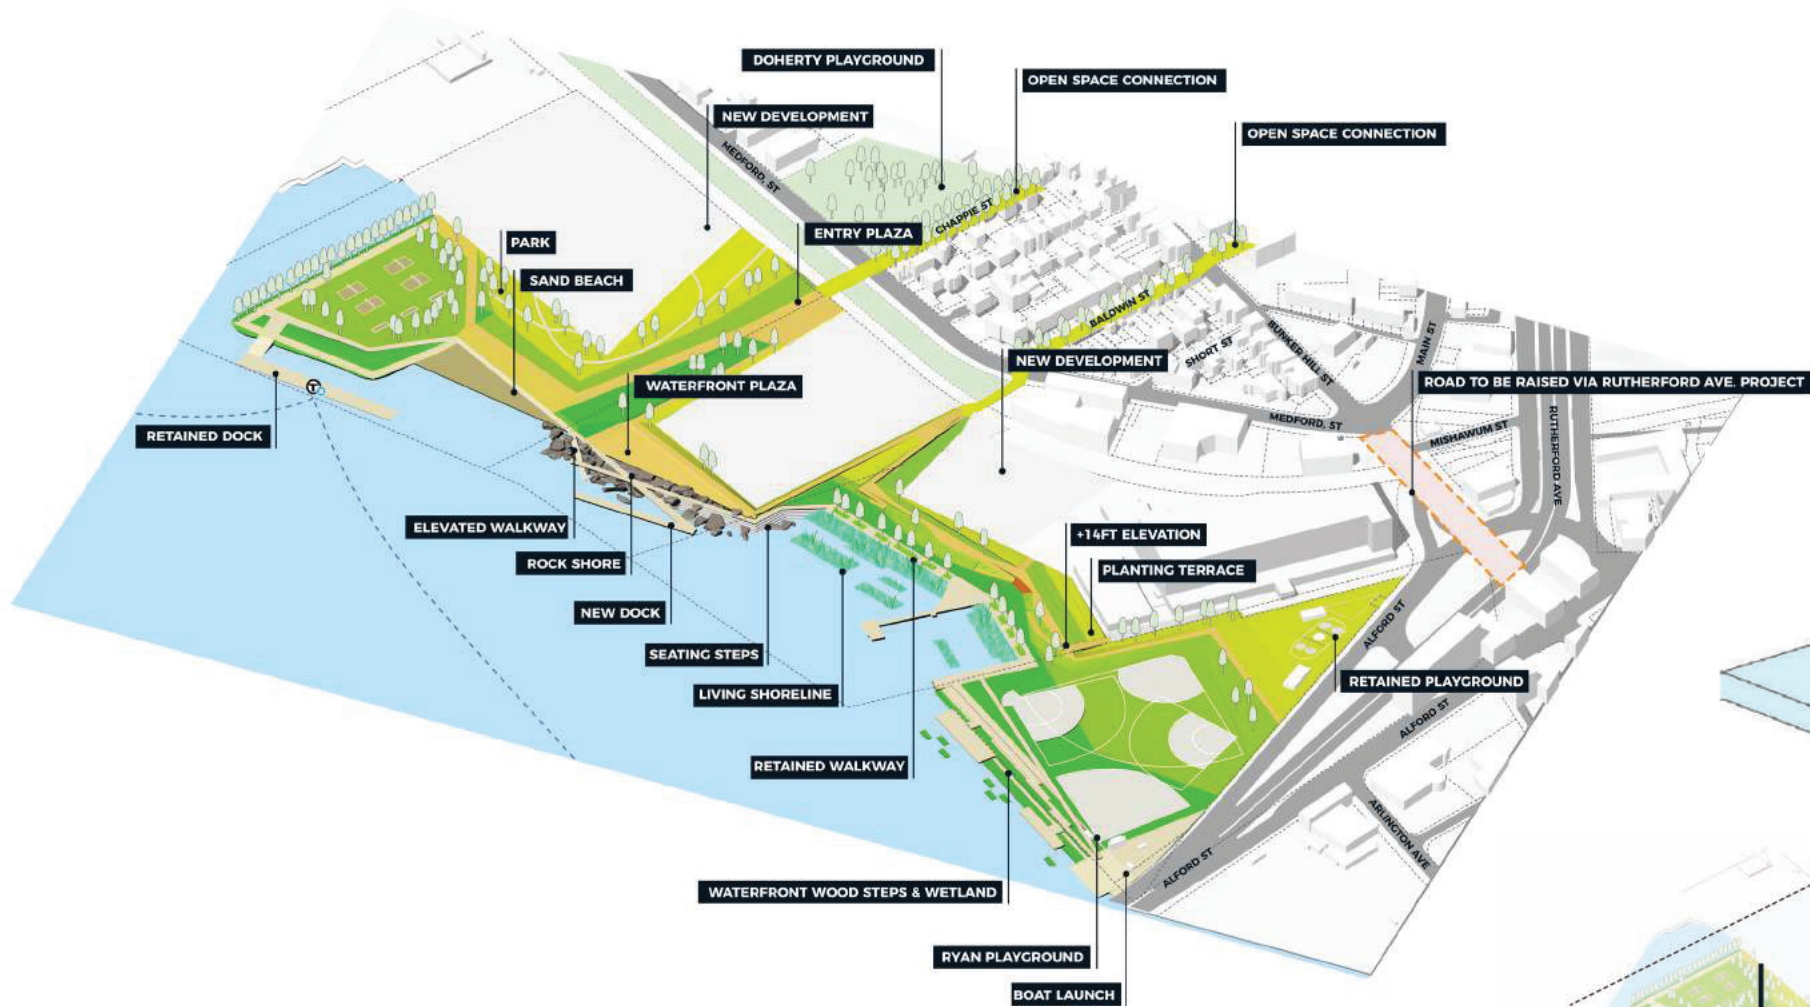 DOHERTY PLAYGROUND
OPEN SPACE CONNECTION
NEW DEVELOPMENT
OPEN SPACE CONNECTION
MEDFORD, ST
CHAPPIE ST
PARK
ENTRY PLAZA
SAND BEACH
BALDWIN ST
BUNKER HILL ST
MAIN ST
SHORT ST
NEW DEVELOPMENT
WATERFRONT PLAZA
ROAD TO BE RAISED VIA RUTHERFORD AVE. PROJECT
T
RETAINED DOCK
MEDFORD, ST
MISHAWUM ST
RUTHERFORD AVE
ELEVATED WALKWAY
ROCK SHORE
+14FT ELEVATION
PLANTING TERRACE
NEW DOCK
SEATING STEPS
ALFORD ST
LIVING SHORELINE
RETAINED PLAYGROUND
ALFORD ST
RETAINED WALKWAY
ARLINGTON AVE
ALFORD ST
WATERFRONT WOOD STEPS & WETLAND
RYAN PLAYGROUND
BOAT LAUNCH